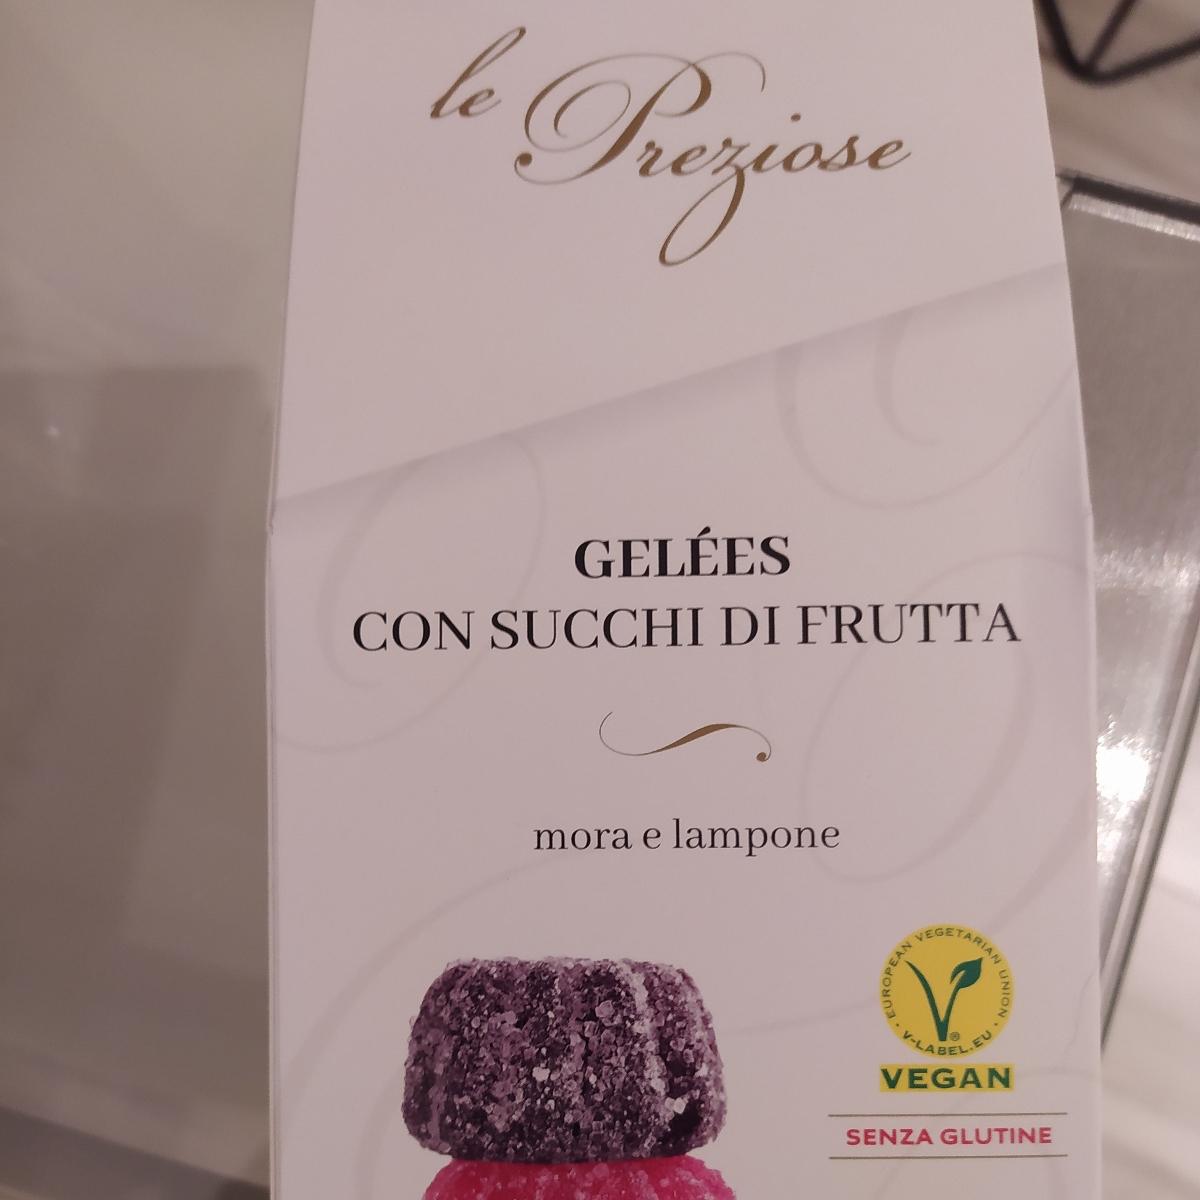 le Preziose
GELÉES
CON SUCCHI DI FRUTTA
mora e lampone
· EUROPEAN VEGETARIAN UNION ·
V-LABEL.EU
®
VEGAN
SENZA GLUTINE